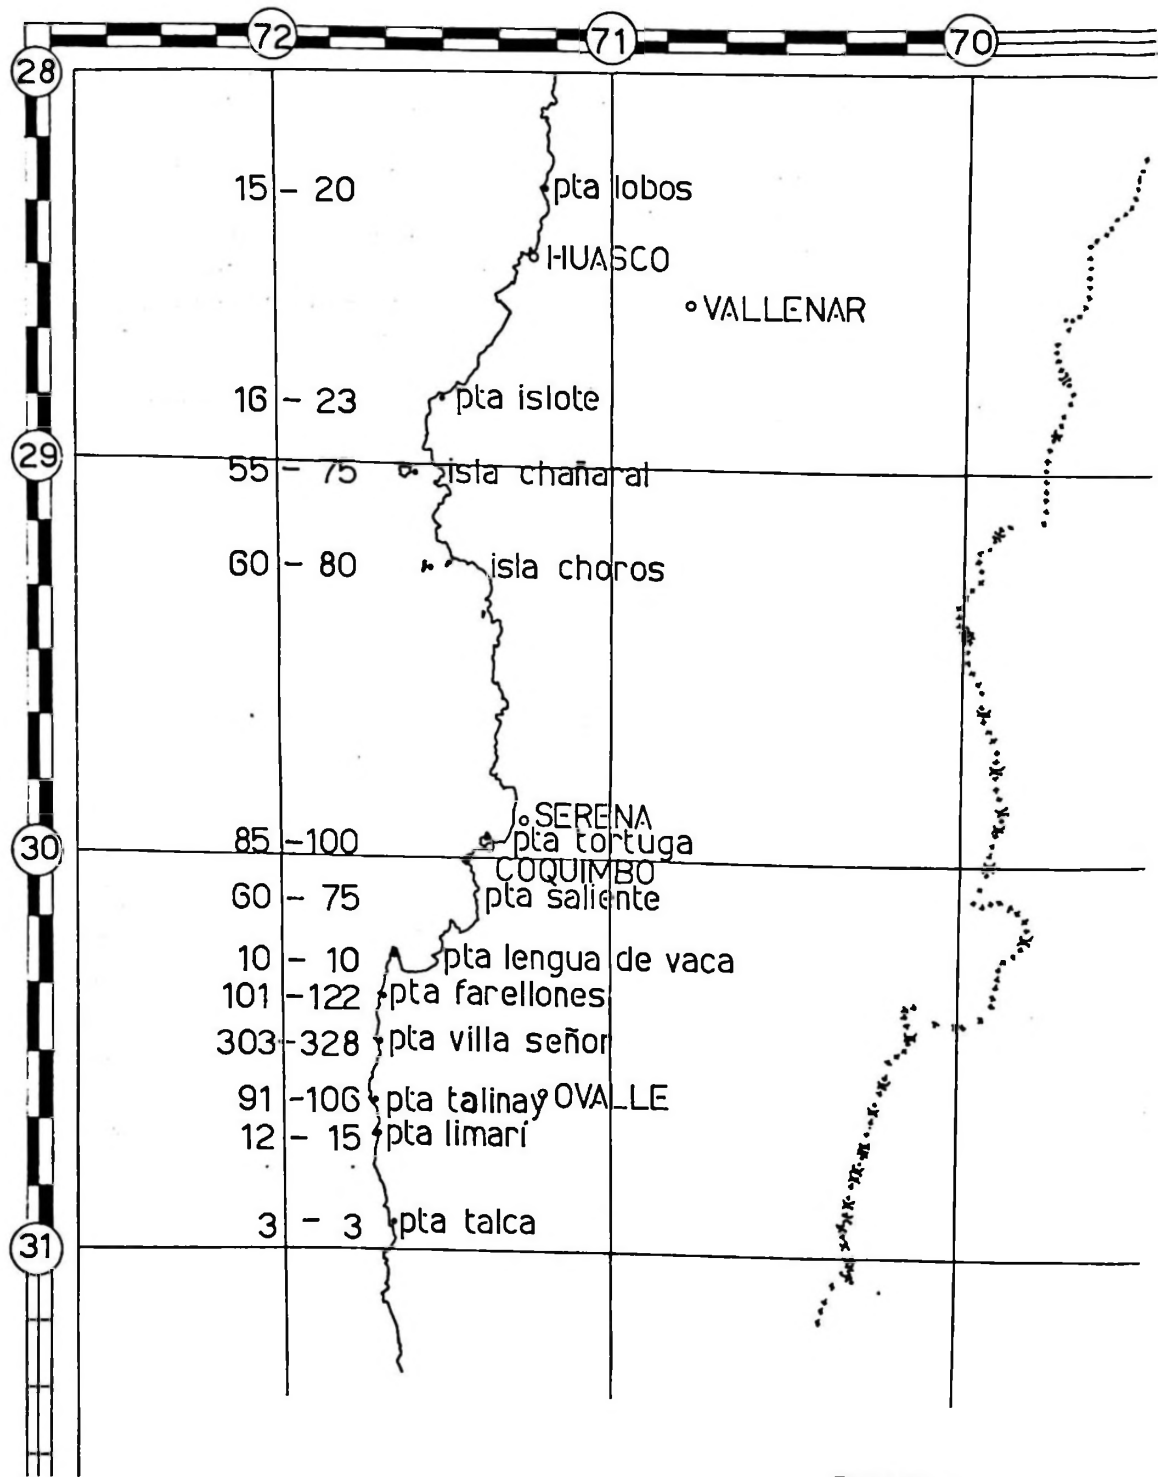 72 71 70
28
15 - 20 pta lobos
HUASCO
VALLENAR
16 - 23 pta islote
29
55 - 75 isla chañaral
60 - 80 isla choros
SERENA
85 - 100 pta tortuga
30
COQUIMBO
60 - 75 pta saliente
10 - 10 pta lengua de vaca
101 - 122 pta farellones
303 - 328 pta villa señor
91 - 106 pta talinay OVALLE
12 - 15 pta limarí
3 - 3 pta talca
31